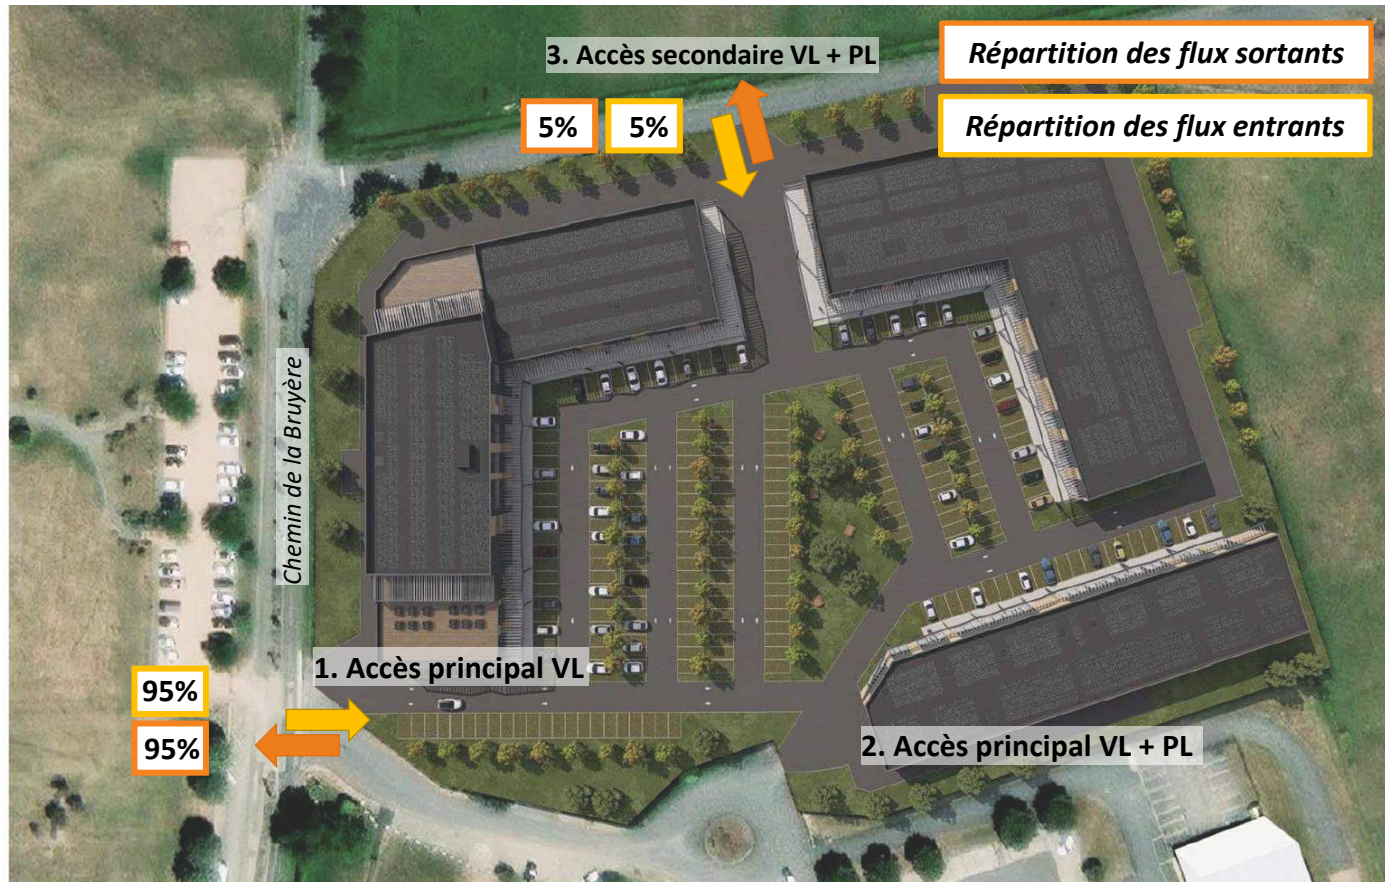 3. Accès secondaire VL + PL
Répartition des flux sortants
5%
5%
Répartition des flux entrants
Chemin de la Bruyère
1. Accès principal VL
95%
95%
2. Accès principal VL + PL